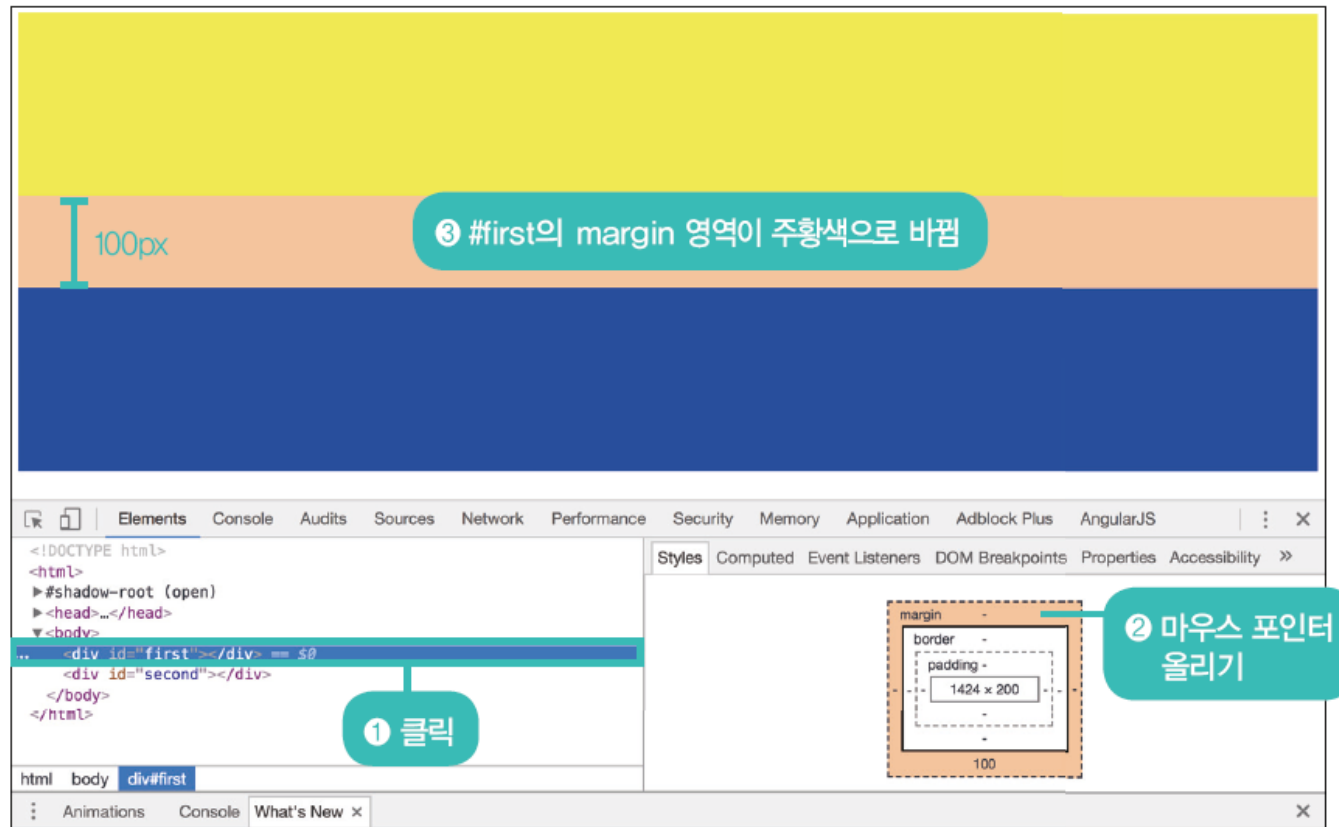 100px
❸ #first의 margin 영역이 주황색으로 바뀜
Elements Console Audits Sources Network Performance Security Memory Application Adblock Plus AngularJS
<!DOCTYPE html>
<html>
▶#shadow-root (open)
▶<head>…</head>
▼<body>
... <div id="first"></div> == $0
<div id="second"></div>
</body>
</html>
❶ 클릭
html body div#first
Styles Computed Event Listeners DOM Breakpoints Properties Accessibility »
margin -
border -
padding -
- - - 1424 × 200 - - -
-
-
100
❷ 마우스 포인터
올리기
Animations Console What's New ×